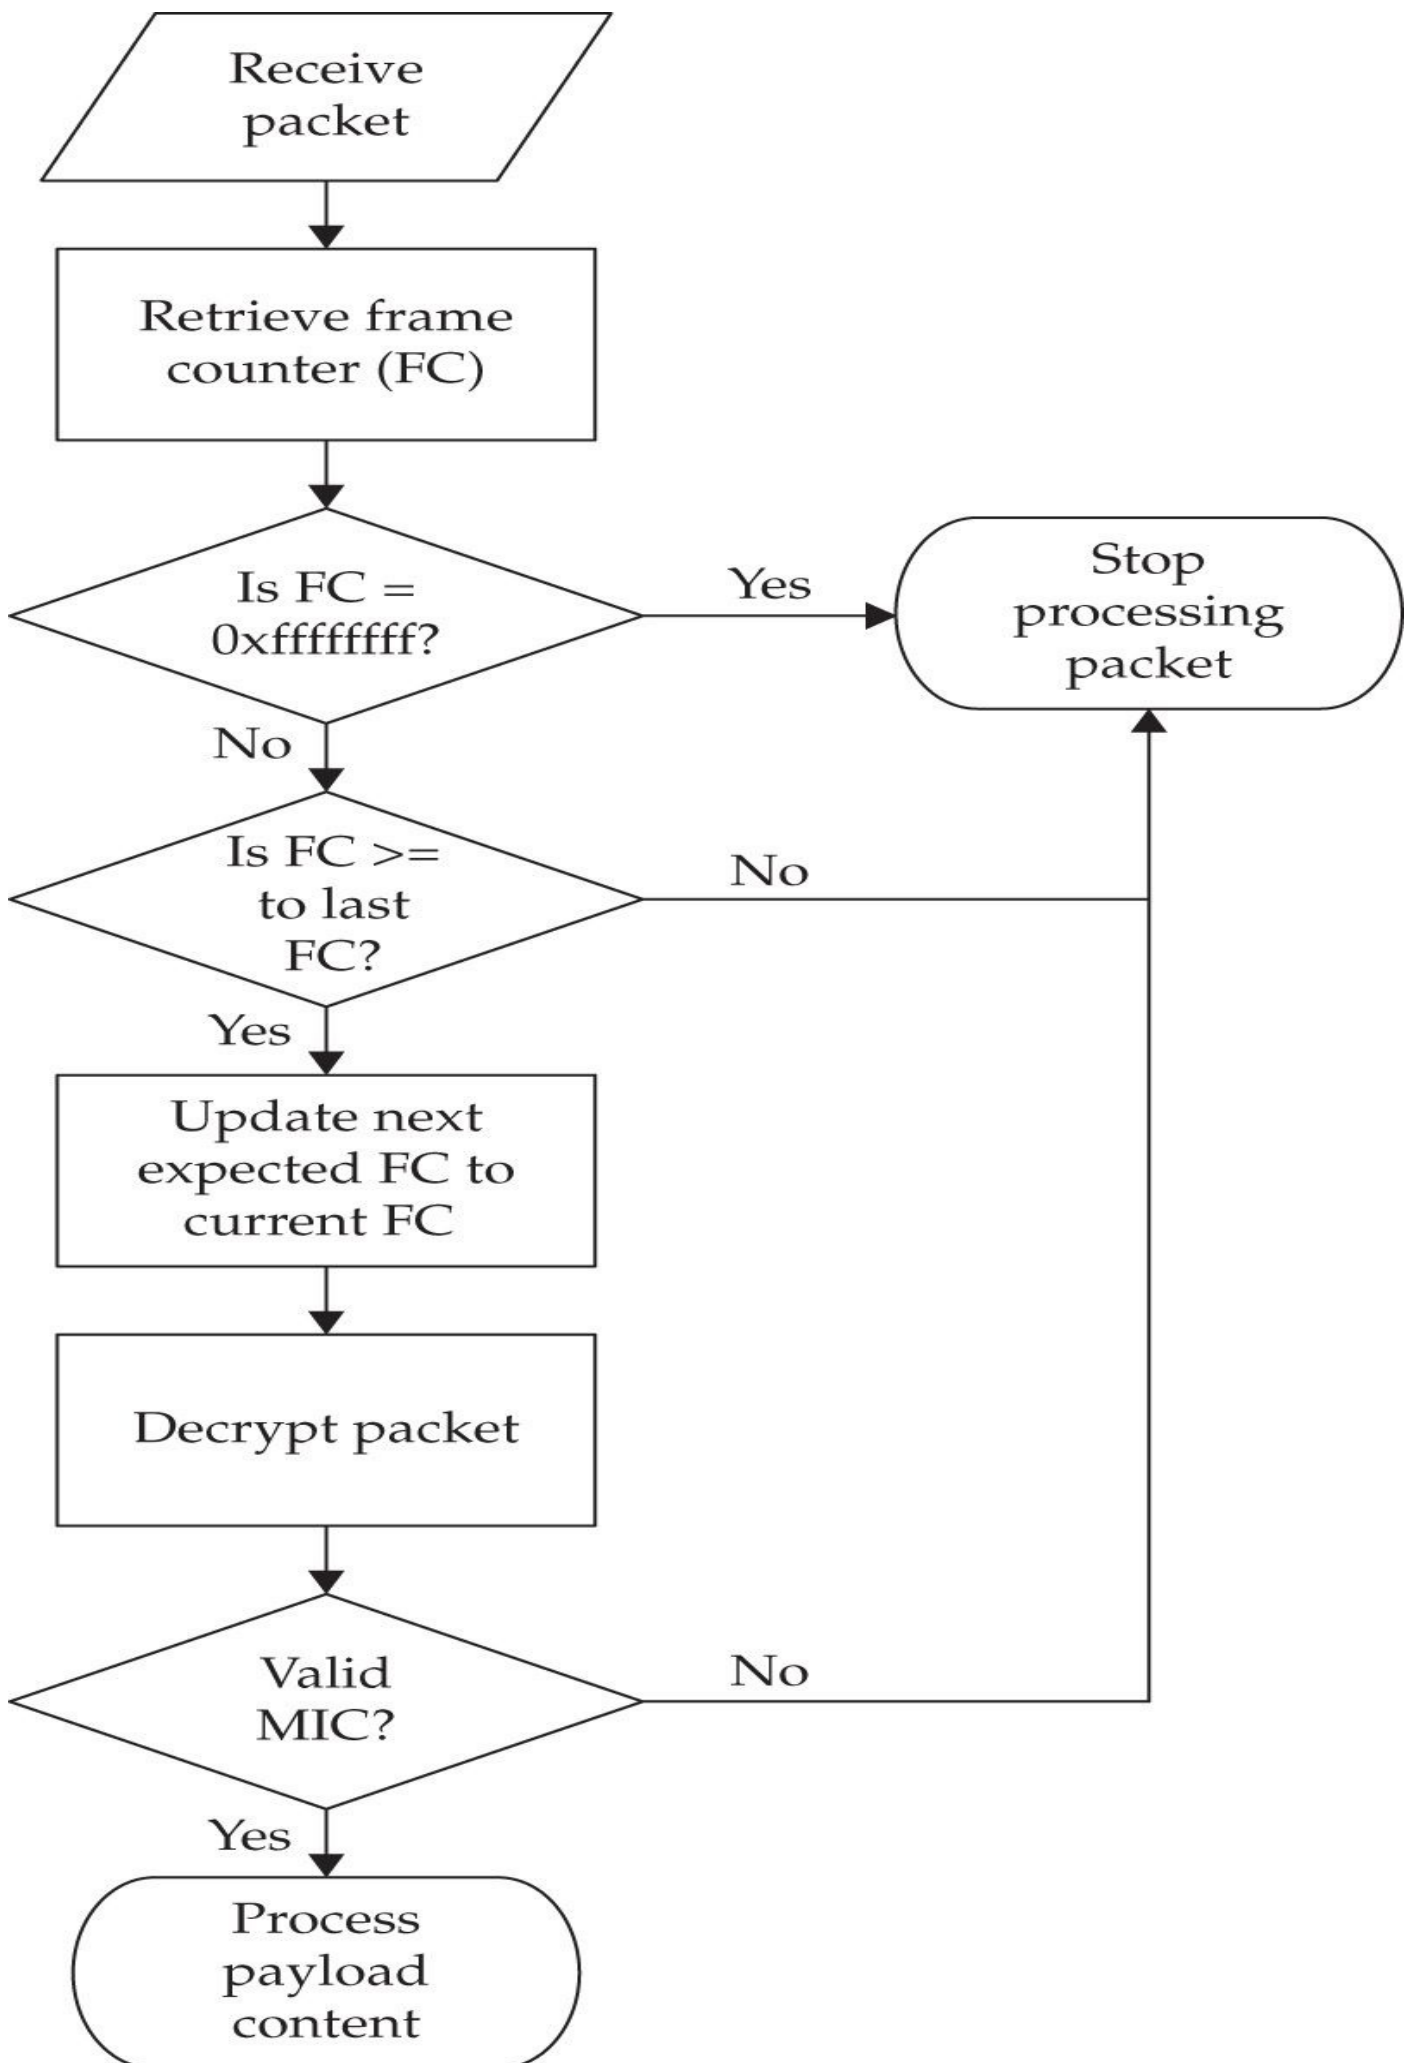 Receive
packet
Retrieve frame
counter (FC)
Is FC =
0xffffffff?
Yes
Stop
processing
packet
No
Is FC >=
to last
FC?
No
Yes
Update next
expected FC to
current FC
Decrypt packet
Valid
MIC?
No
Yes
Process
payload
content